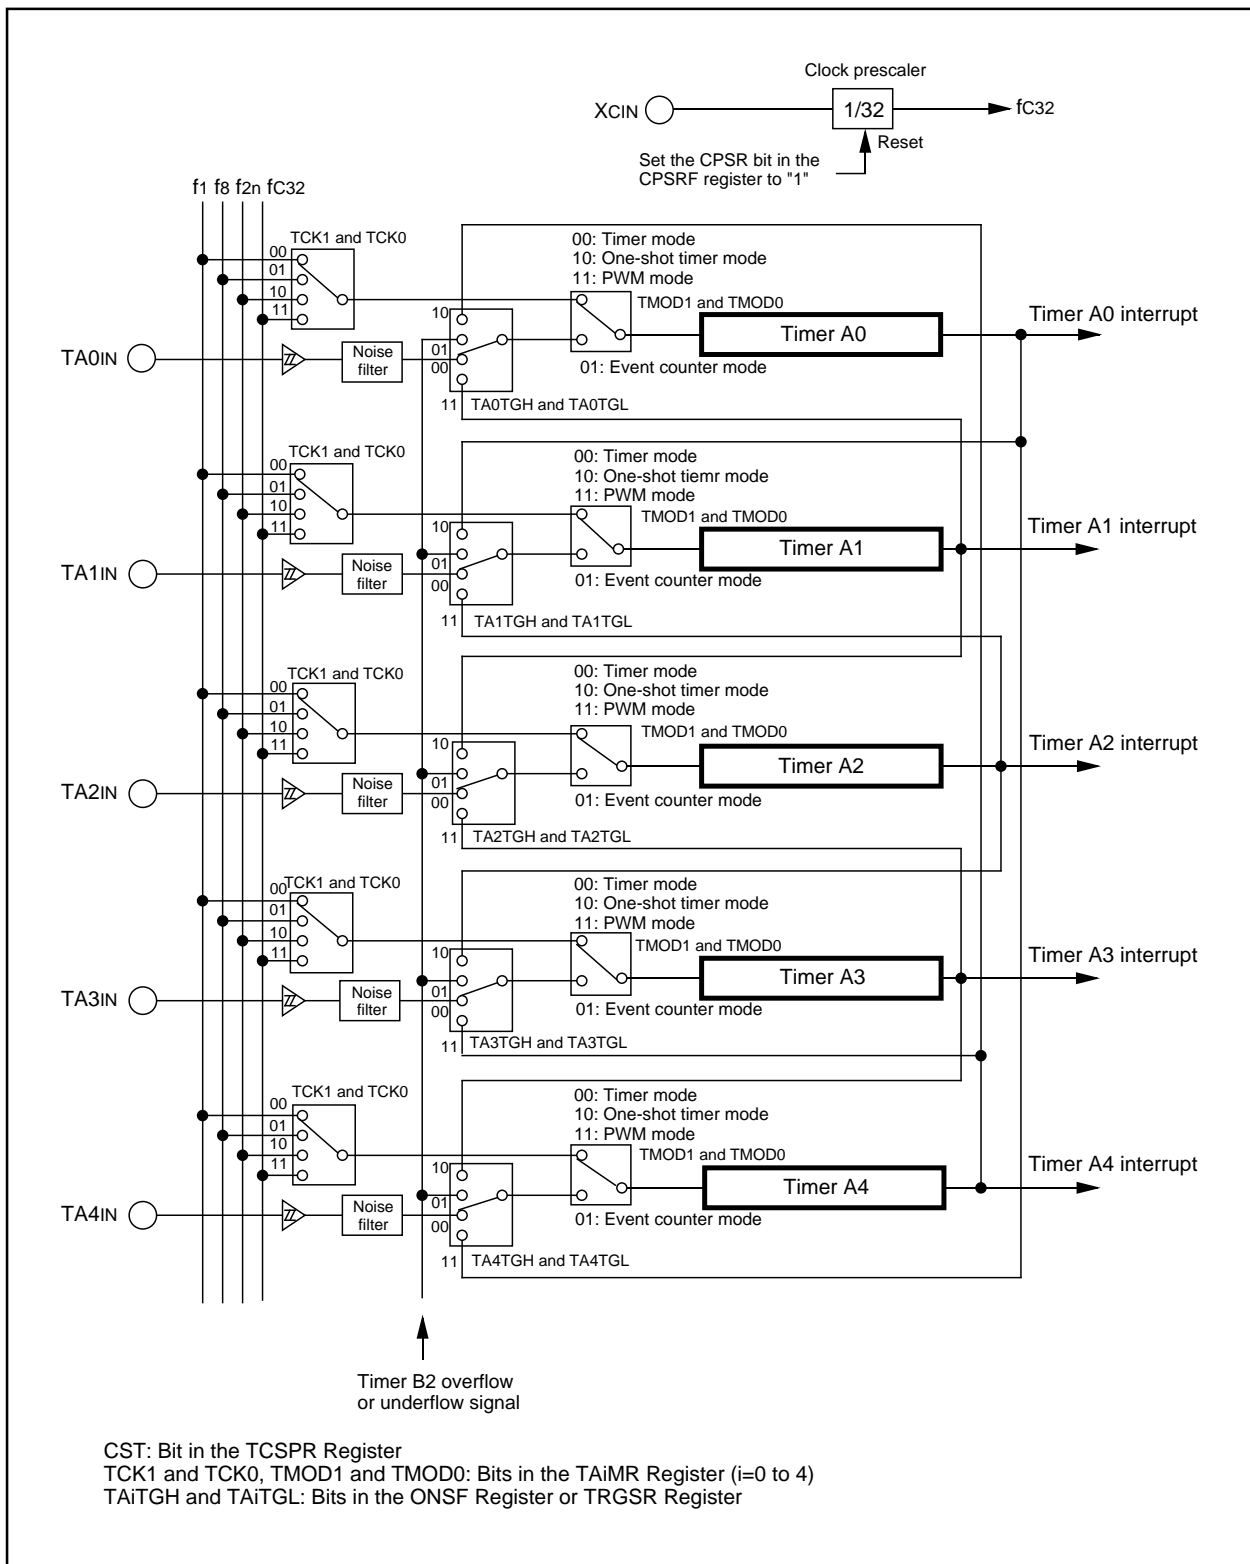 Clock prescaler
XCIN
1/32
fC32
Reset
Set the CPSR bit in the
CPSRF register to "1"
f1 f8 f2n fC32
TCK1 and TCK0
00
01
10
11
00: Timer mode
10: One-shot timer mode
11: PWM mode
TMOD1 and TMOD0
10
01
00
11
TA0IN
Noise
filter
Timer A0
Timer A0 interrupt
01: Event counter mode
TA0TGH and TA0TGL
TCK1 and TCK0
00
01
10
11
00: Timer mode
10: One-shot tiemr mode
11: PWM mode
TMOD1 and TMOD0
10
01
00
11
TA1IN
Noise
filter
Timer A1
Timer A1 interrupt
01: Event counter mode
TA1TGH and TA1TGL
TCK1 and TCK0
00
01
10
11
00: Timer mode
10: One-shot timer mode
11: PWM mode
TMOD1 and TMOD0
10
01
00
11
TA2IN
Noise
filter
Timer A2
Timer A2 interrupt
01: Event counter mode
TA2TGH and TA2TGL
TCK1 and TCK0
00
01
10
11
00: Timer mode
10: One-shot timer mode
11: PWM mode
TMOD1 and TMOD0
10
01
00
11
TA3IN
Noise
filter
Timer A3
Timer A3 interrupt
01: Event counter mode
TA3TGH and TA3TGL
TCK1 and TCK0
00
01
10
11
00: Timer mode
10: One-shot timer mode
11: PWM mode
TMOD1 and TMOD0
10
01
00
11
TA4IN
Noise
filter
Timer A4
Timer A4 interrupt
01: Event counter mode
TA4TGH and TA4TGL
Timer B2 overflow
or underflow signal
CST: Bit in the TCSPR Register
TCK1 and TCK0, TMOD1 and TMOD0: Bits in the TAiMR Register (i=0 to 4)
TAiTGH and TAiTGL: Bits in the ONSF Register or TRGSR Register